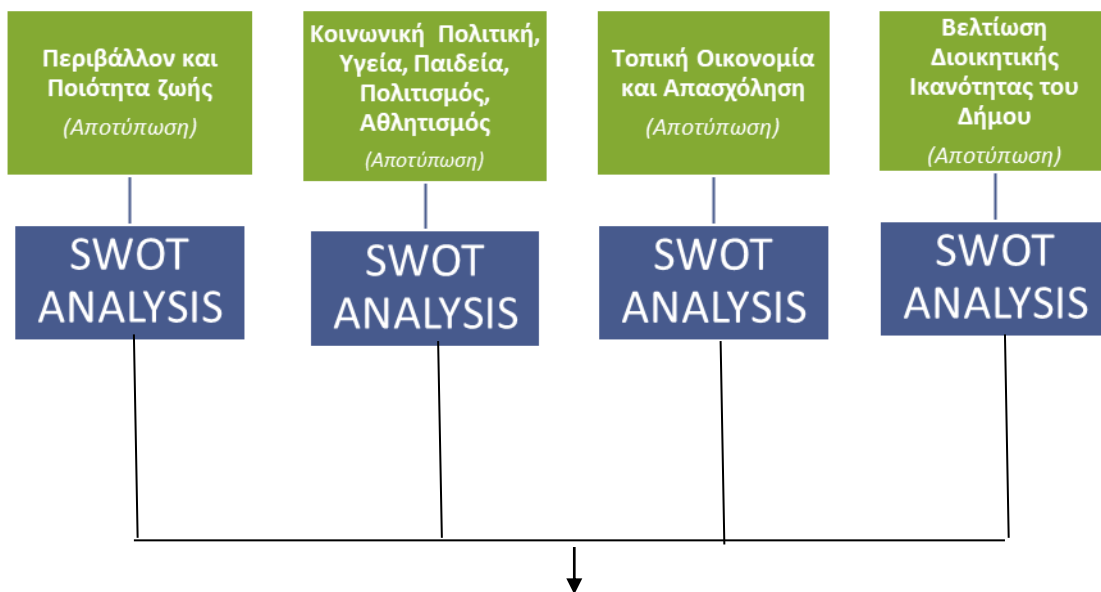 Περιβάλλον και
Ποιότητα ζωής
(Αποτύπωση)
SWOT
ANALYSIS
Κοινωνική Πολιτική,
Υγεία, Παιδεία,
Πολιτισμός,
Αθλητισμός
(Αποτύπωση)
SWOT
ANALYSIS
Τοπική Οικονομία
και Απασχόληση
(Αποτύπωση)
SWOT
ANALYSIS
Βελτίωση
Διοικητικής
Ικανότητας του
Δήμου
(Αποτύπωση)
SWOT
ANALYSIS